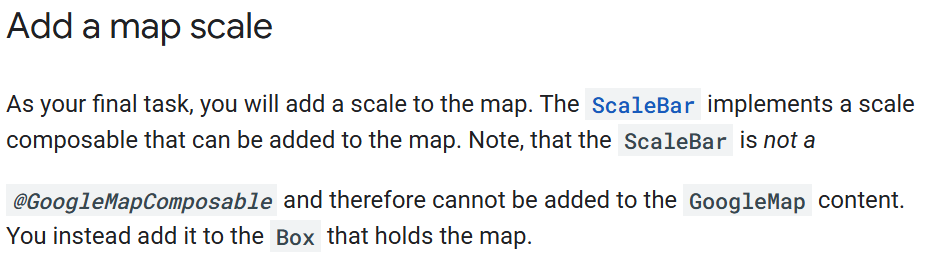 Add a map scale
As your final task, you will add a scale to the map. The ScaleBar implements a scale
composable that can be added to the map. Note, that the ScaleBar is not a
@GoogleMapComposable and therefore cannot be added to the GoogleMap content.
You instead add it to the Box that holds the map.